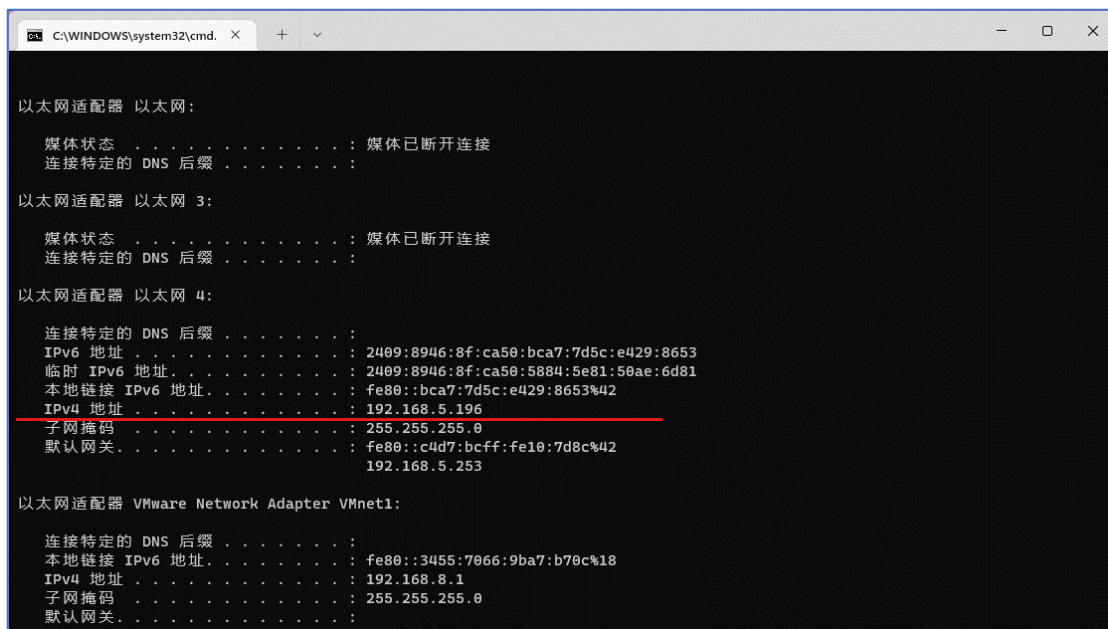 C:\WINDOWS\system32\cmd.
以太网适配器 以太网:
媒体状态 . . . . . . . . . . . . : 媒体已断开连接
连接特定的 DNS 后缀 . . . . . . . :
以太网适配器 以太网 3:
媒体状态 . . . . . . . . . . . . : 媒体已断开连接
连接特定的 DNS 后缀 . . . . . . . :
以太网适配器 以太网 4:
连接特定的 DNS 后缀 . . . . . . . :
IPv6 地址 . . . . . . . . . . . . : 2409:8946:8f:ca50:bca7:7d5c:e429:8653
临时 IPv6 地址. . . . . . . . . . : 2409:8946:8f:ca50:5884:5e81:50ae:6d81
本地链接 IPv6 地址. . . . . . . . : fe80::bca7:7d5c:e429:8653%42
IPv4 地址 . . . . . . . . . . . . : 192.168.5.196
子网掩码 . . . . . . . . . . . . : 255.255.255.0
默认网关. . . . . . . . . . . . . : fe80::c4d7:bcff:fe10:7d8c%42
192.168.5.253
以太网适配器 VMware Network Adapter VMnet1:
连接特定的 DNS 后缀 . . . . . . . :
本地链接 IPv6 地址. . . . . . . . : fe80::3455:7066:9ba7:b70c%18
IPv4 地址 . . . . . . . . . . . . : 192.168.8.1
子网掩码 . . . . . . . . . . . . : 255.255.255.0
默认网关. . . . . . . . . . . . . :